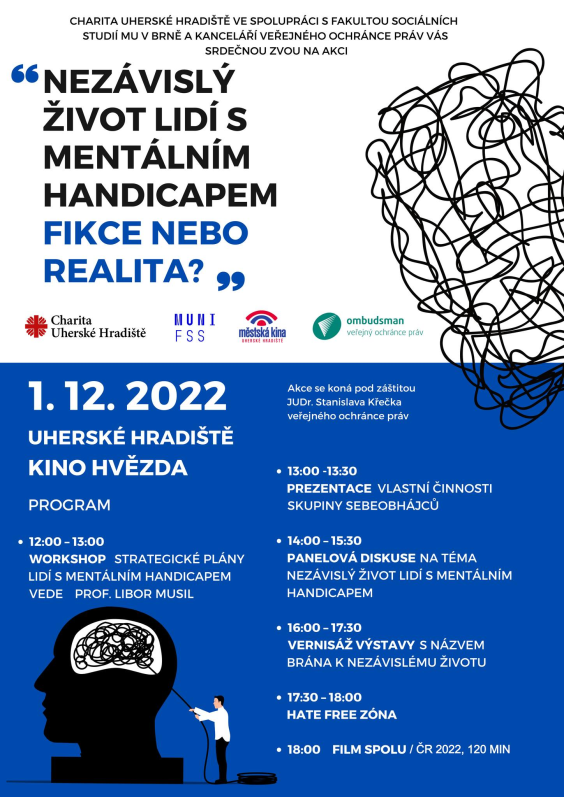 CHARITA UHERSKÉ HRADIŠTĚ VE SPOLUPRÁCI S FAKULTOU SOCIÁLNÍCH
STUDIÍ MU V BRNĚ A KANCELÁŘÍ VEŘEJNÉHO OCHRÁNCE PRÁV VÁS
SRDEČNOU ZVOU NA AKCI
“NEZÁVISLÝ
ŽIVOT LIDÍ S
MENTÁLNÍM
HANDICAPEM
FIKCE NEBO
REALITA? ”
Charita
Uherské Hradiště
MUNI
FSS
městská kina
UHERSKÉ HRADIŠTĚ
ombudsman
veřejný ochránce práv
1. 12. 2022
UHERSKÉ HRADIŠTĚ
KINO HVĚZDA
PROGRAM
• 12:00 – 13:00
WORKSHOP STRATEGICKÉ PLÁNY
LIDÍ S MENTÁLNÍM HANDICAPEM
VEDE PROF. LIBOR MUSIL
Akce se koná pod záštitou
JUDr. Stanislava Křečka
veřejného ochránce práv
• 13:00 -13:30
PREZENTACE VLASTNÍ ČINNOSTI
SKUPINY SEBEOBHÁJCŮ
• 14:00 – 15:30
PANELOVÁ DISKUSE NA TÉMA
NEZÁVISLÝ ŽIVOT LIDÍ S MENTÁLNÍM
HANDICAPEM
• 16:00 – 17:30
VERNISÁŽ VÝSTAVY S NÁZVEM
BRÁNA K NEZÁVISLÉMU ŽIVOTU
• 17:30 – 18:00
HATE FREE ZÓNA
• 18:00 FILM SPOLU / ČR 2022, 120 MIN